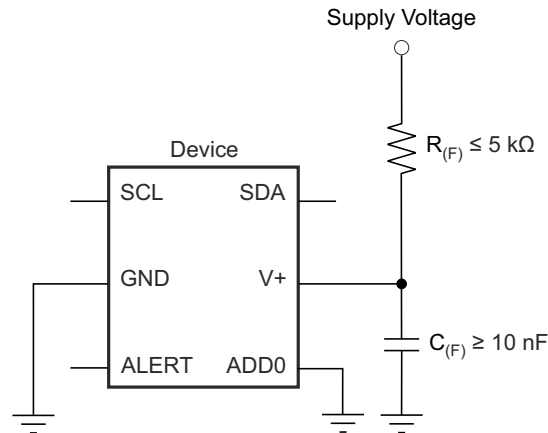 Supply Voltage
R(F) ≤ 5 kΩ
Device
SCL
SDA
GND
V+
C(F) ≥ 10 nF
ALERT
ADD0